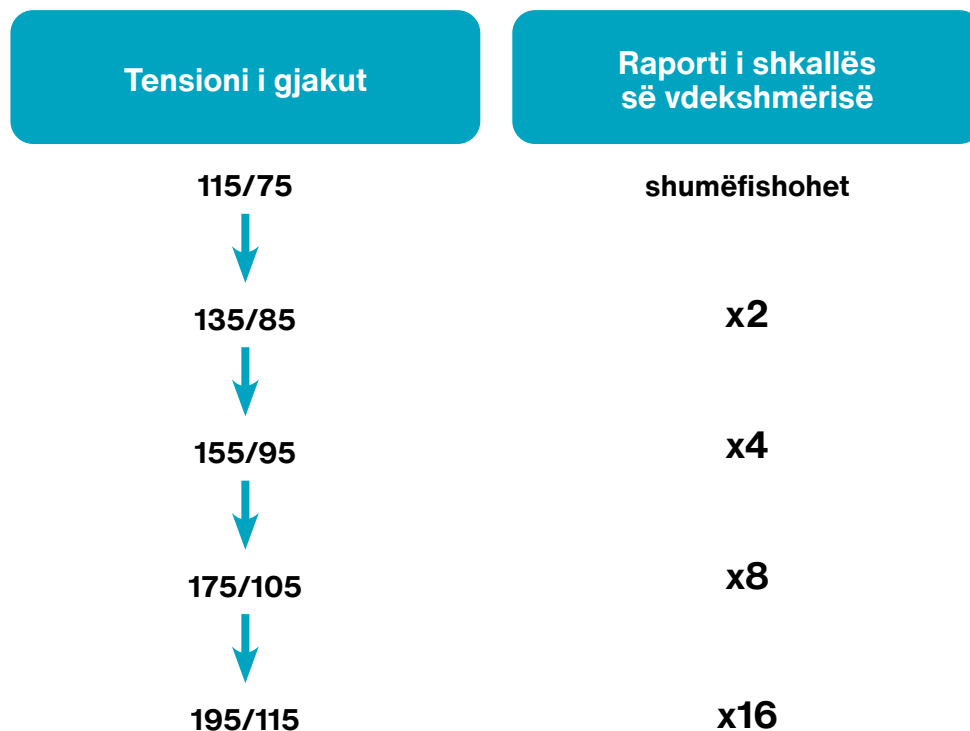 Tensioni i gjakut
Raporti i shkallës
së vdekshmërisë
115/75
shumëfishohet
135/85
x2
155/95
x4
175/105
x8
195/115
x16